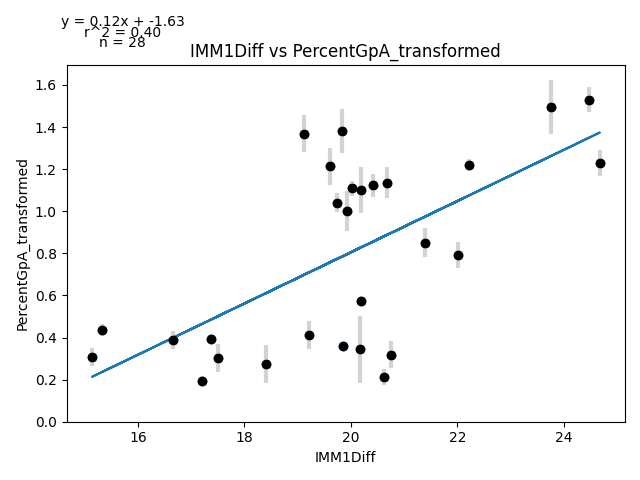 y = 0.12x + -1.63
r^2 = 0.40
n = 28
IMM1Diff vs PercentGpA_transformed
PercentGpA_transformed
1.6
1.4
1.2
1.0
0.8
0.6
0.4
0.2
0.0
16
18
20
22
24
IMM1Diff